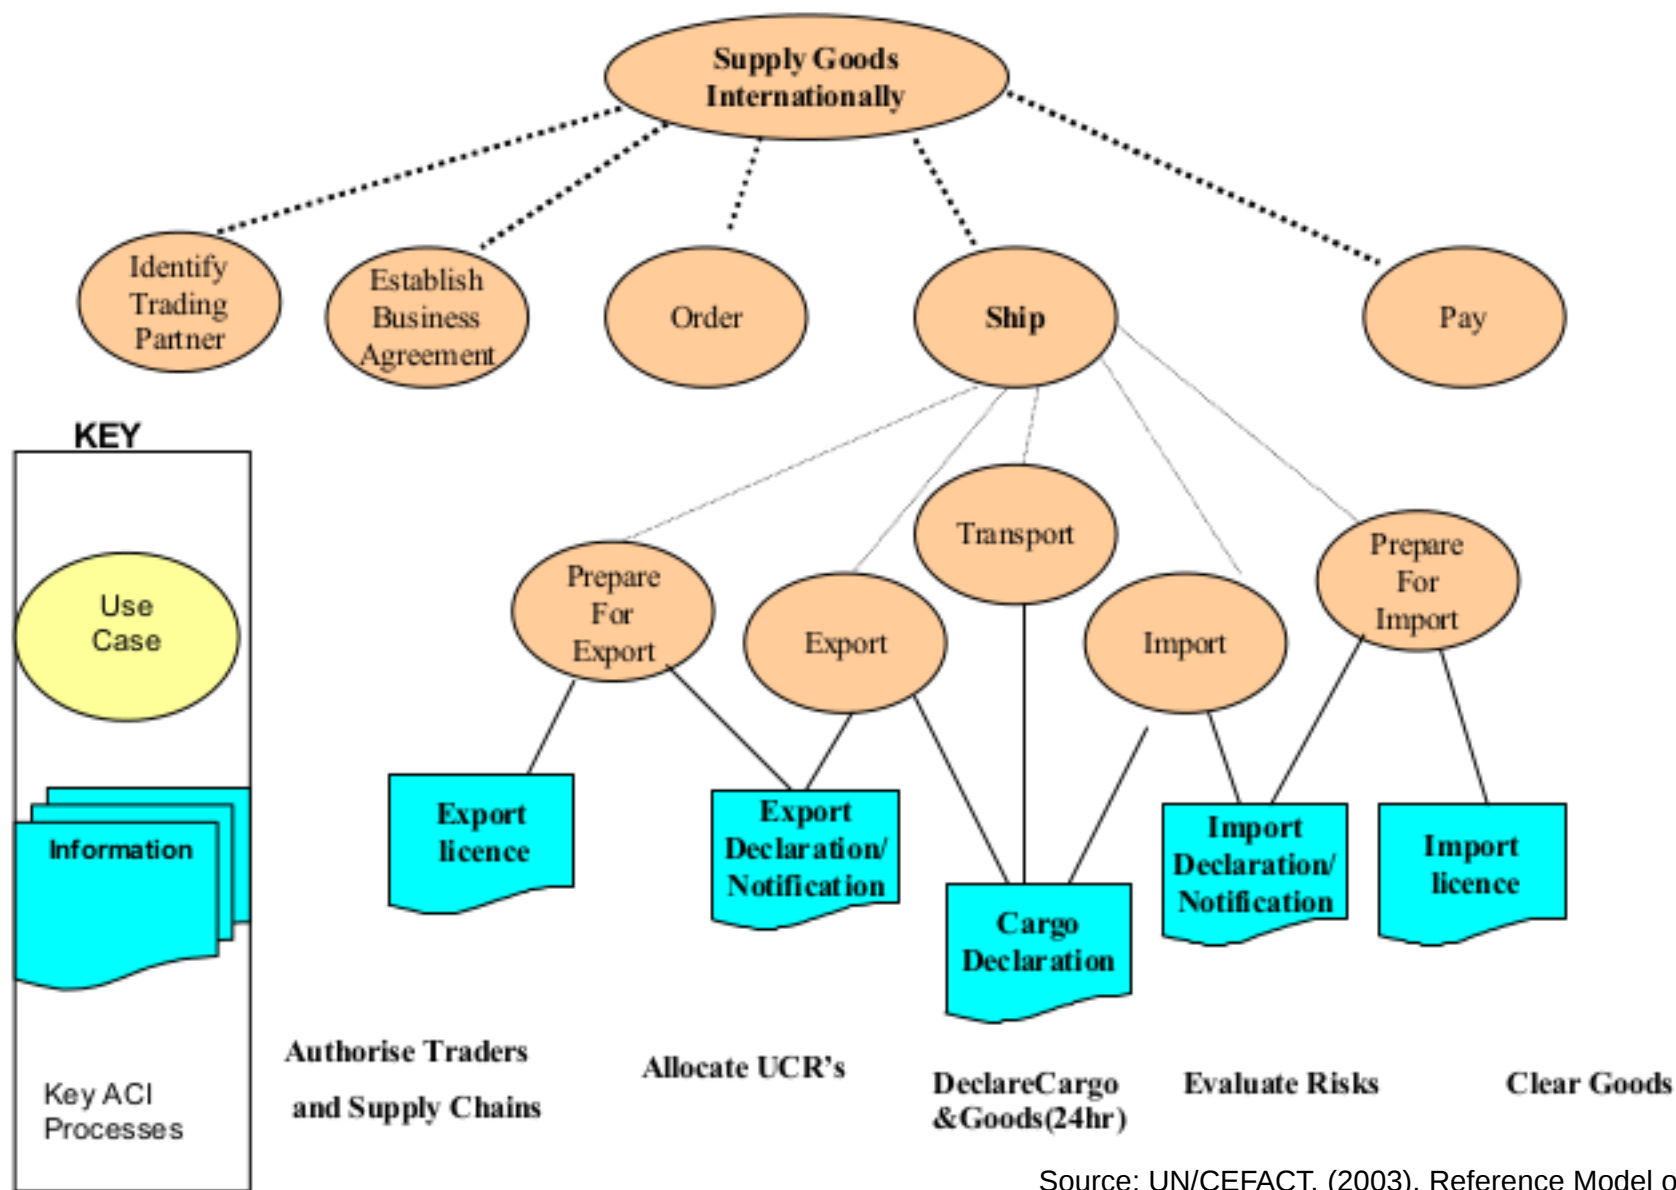 Supply Goods
Internationally
Identify
Trading
Partner
Establish
Business
Agreement
Order
Ship
Pay
KEY
Use
Case
Information
Key ACI
Processes
Transport
Prepare
For
Export
Export
Import
Prepare
For
Import
Export
licence
Export
Declaration/
Notification
Cargo
Declaration
Import
Declaration/
Notification
Import
licence
Authorise Traders
and Supply Chains
Allocate UCR’s
DeclareCargo
&Goods(24hr)
Evaluate Risks
Clear Goods
Source: UN/CEFACT. (2003). Reference Model o